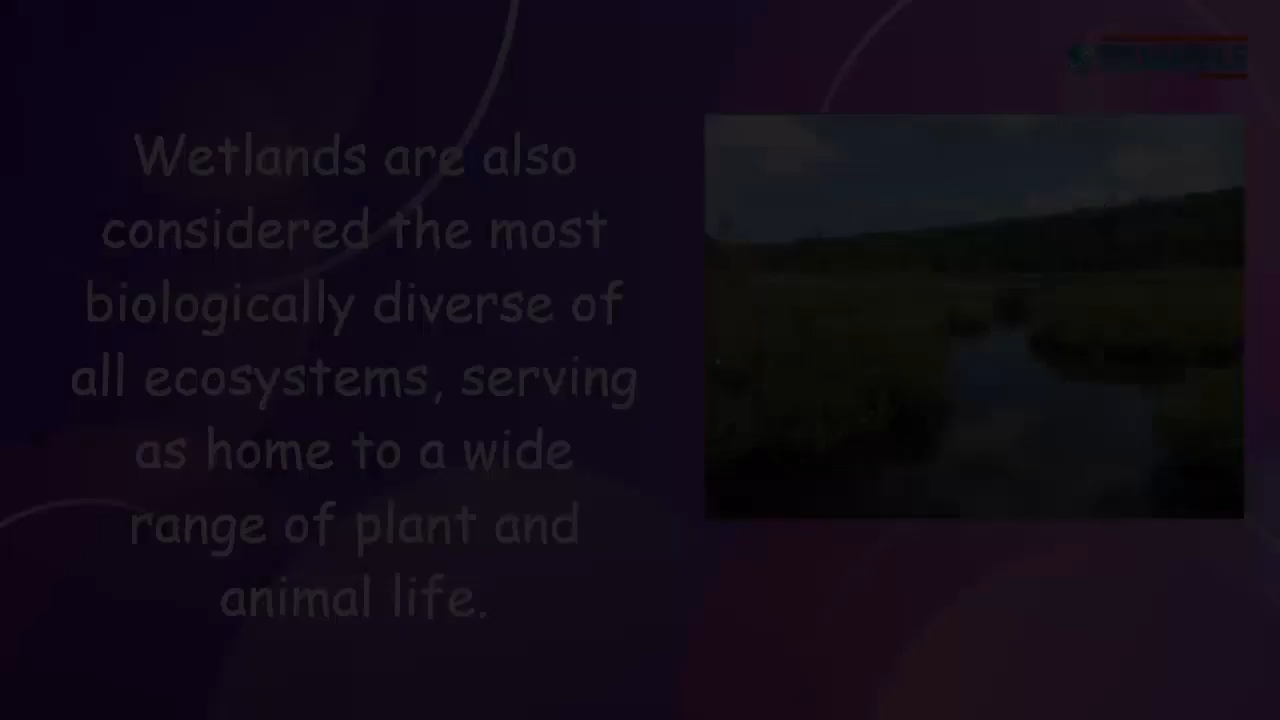 Wetlands are also
considered the most
biologically diverse of
all ecosystems, serving
as home to a wide
range of plant and
animal life.